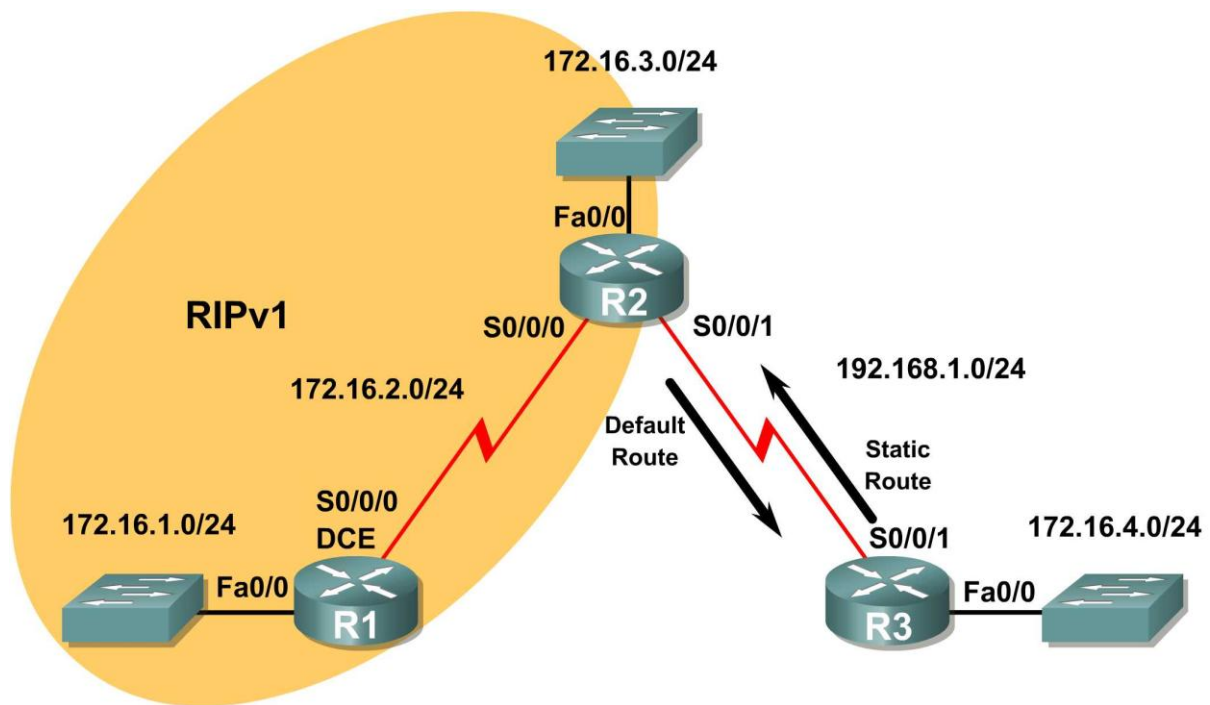 172.16.3.0/24
Fa0/0
R2
RIPv1
S0/0/0
S0/0/1
192.168.1.0/24
172.16.2.0/24
Default
Route
Static
Route
S0/0/0
DCE
172.16.1.0/24
Fa0/0
R1
S0/0/1
172.16.4.0/24
Fa0/0
R3